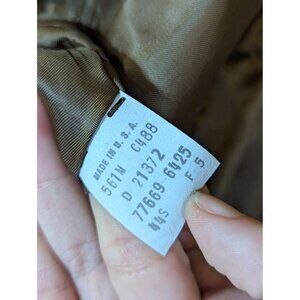 MADE IN U.S.A.
561M C488
D 21372
77669 6425
44S F 5